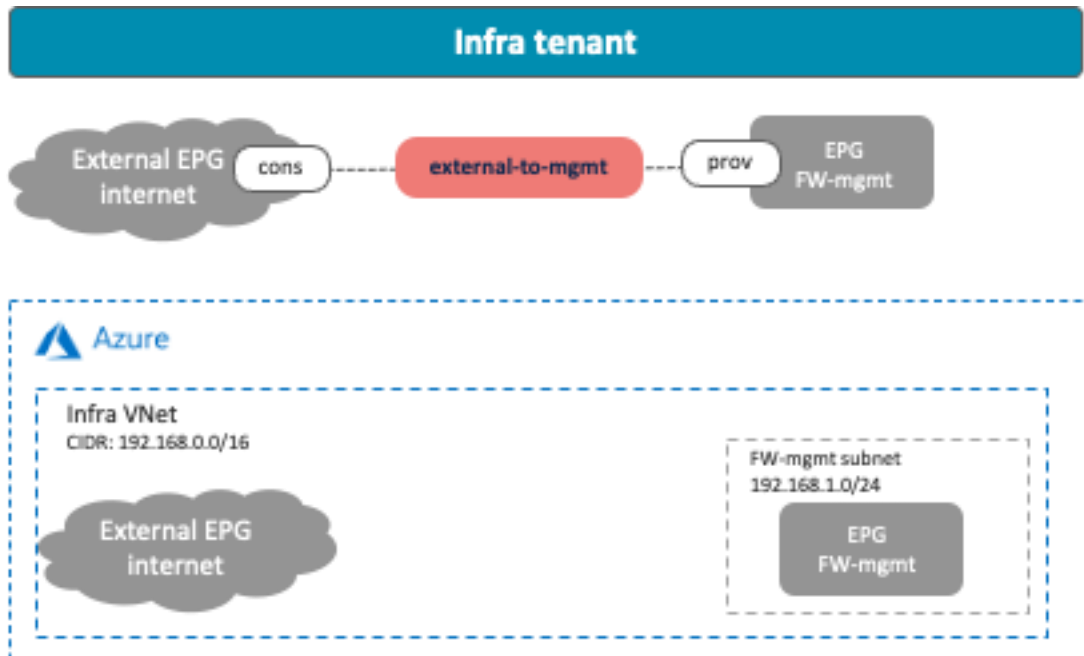 Infra tenant
External EPG
internet
cons
external-to-mgmt
prov
EPG
FW-mgmt
Azure
Infra VNet
CIDR: 192.168.0.0/16
FW-mgmt subnet
192.168.1.0/24
External EPG
internet
EPG
FW-mgmt